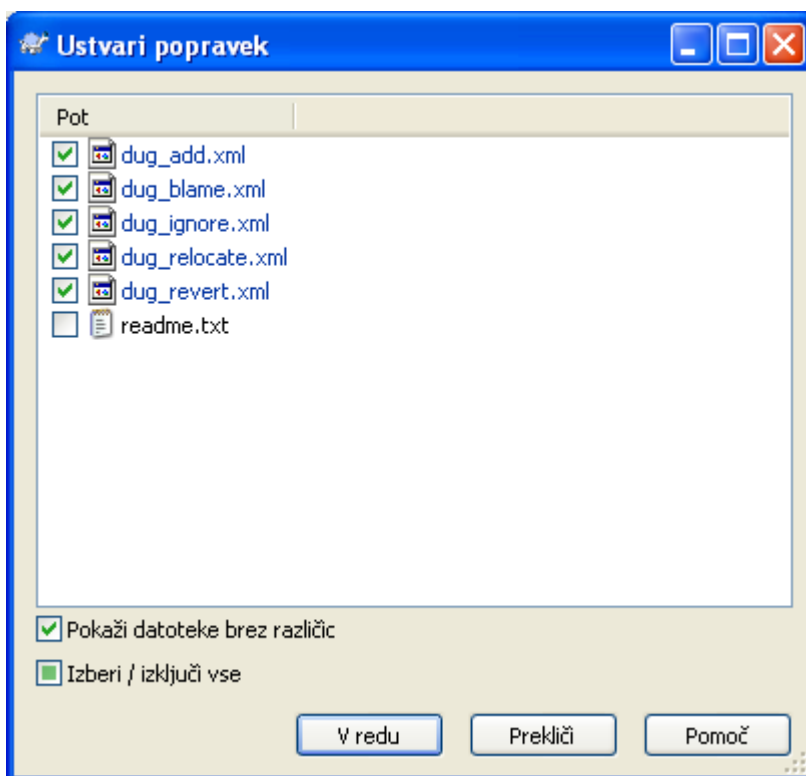 Ustvari popravek
Pot
dug_add.xml
dug_blame.xml
dug_ignore.xml
dug_relocate.xml
dug_revert.xml
readme.txt
Pokaži datoteke brez različic
Izberi / izključi vse
V redu Prekliči Pomoč